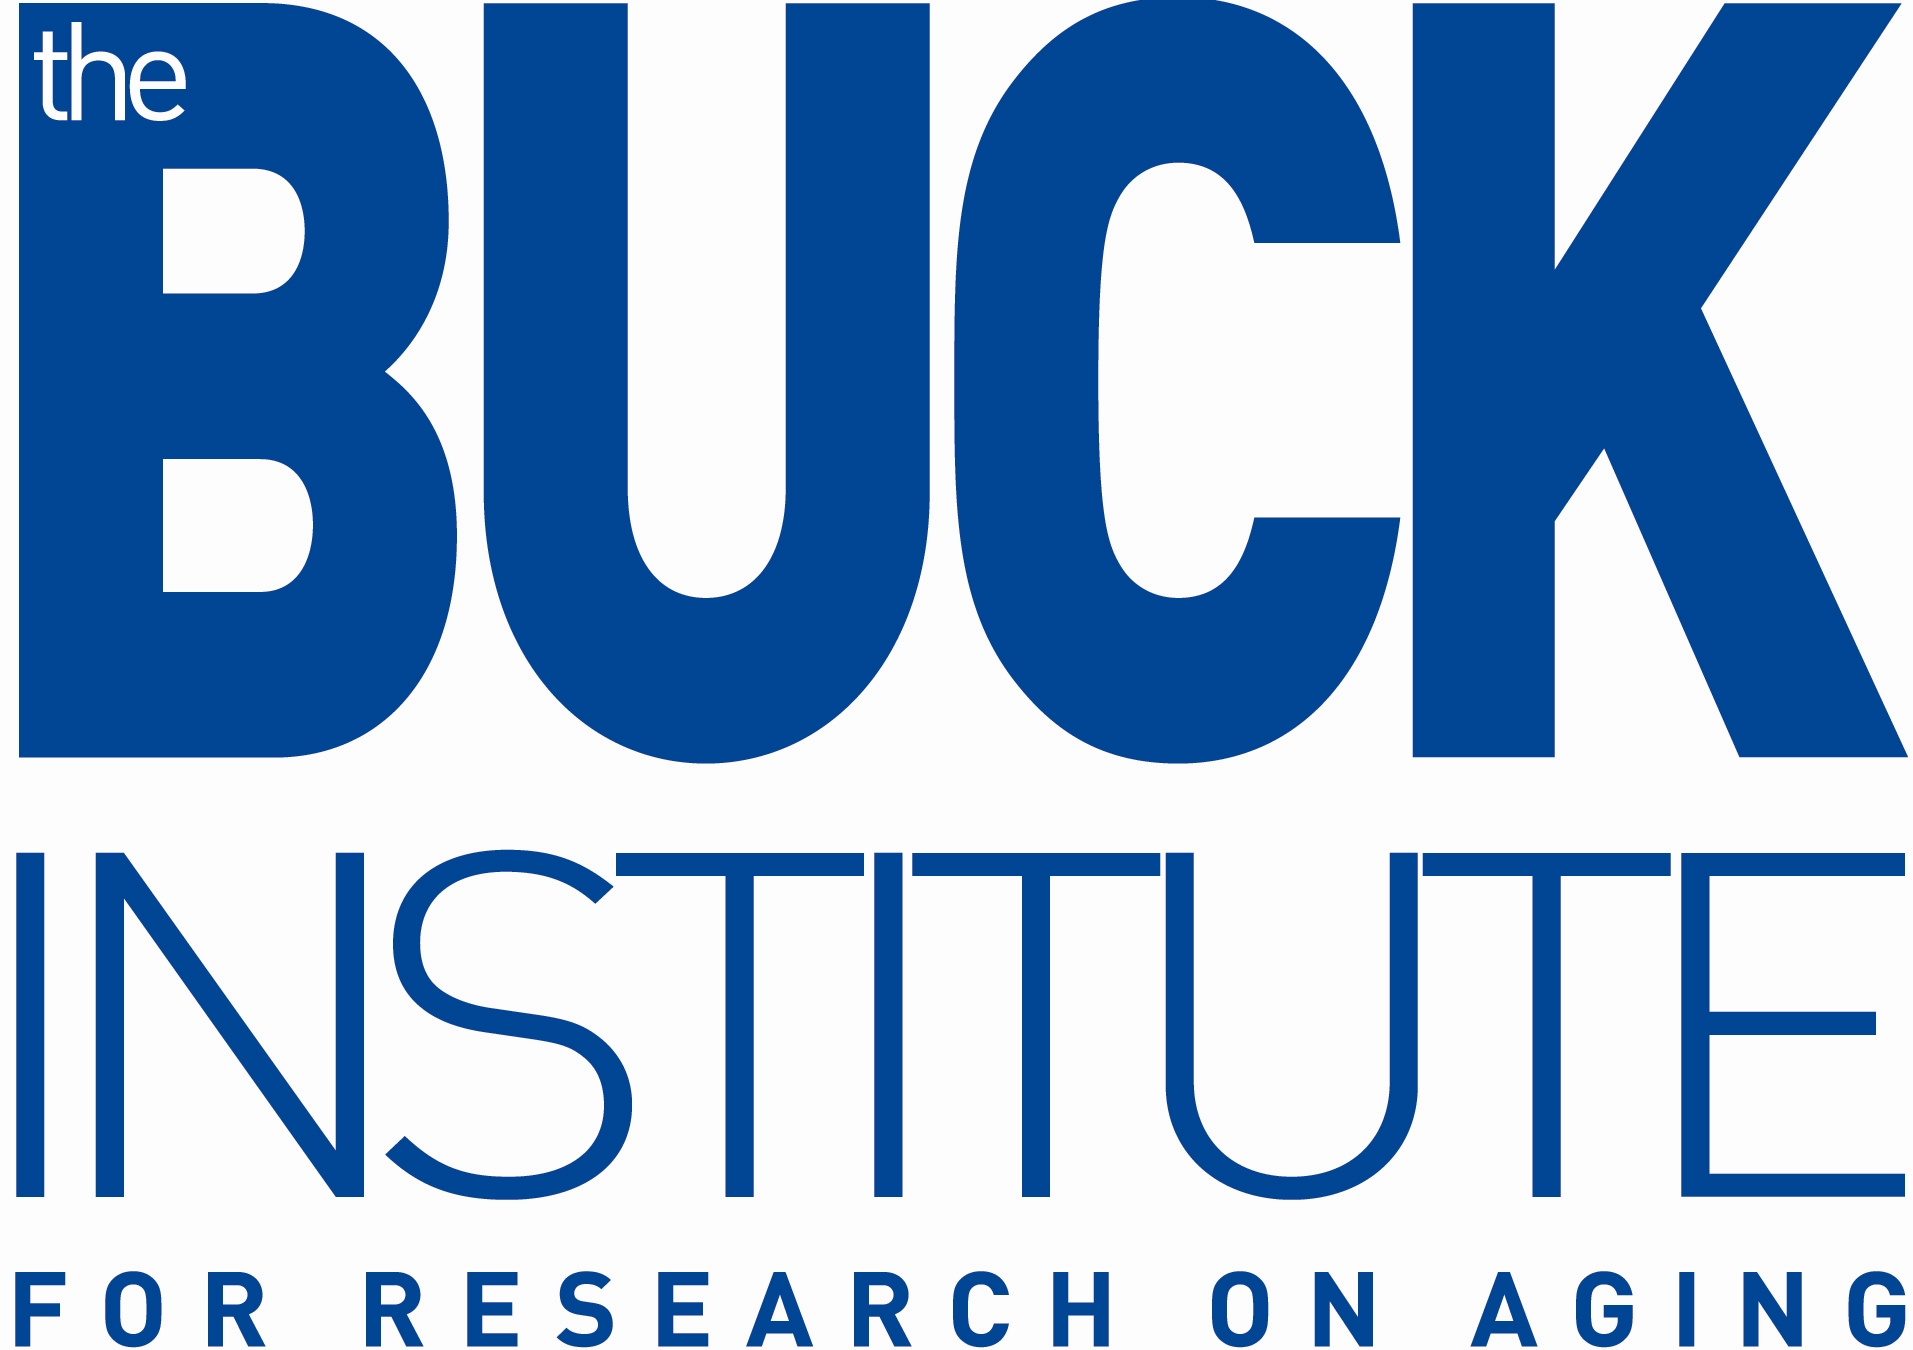 the
BUCK
INSTITUTE
FOR RESEARCH ON AGING